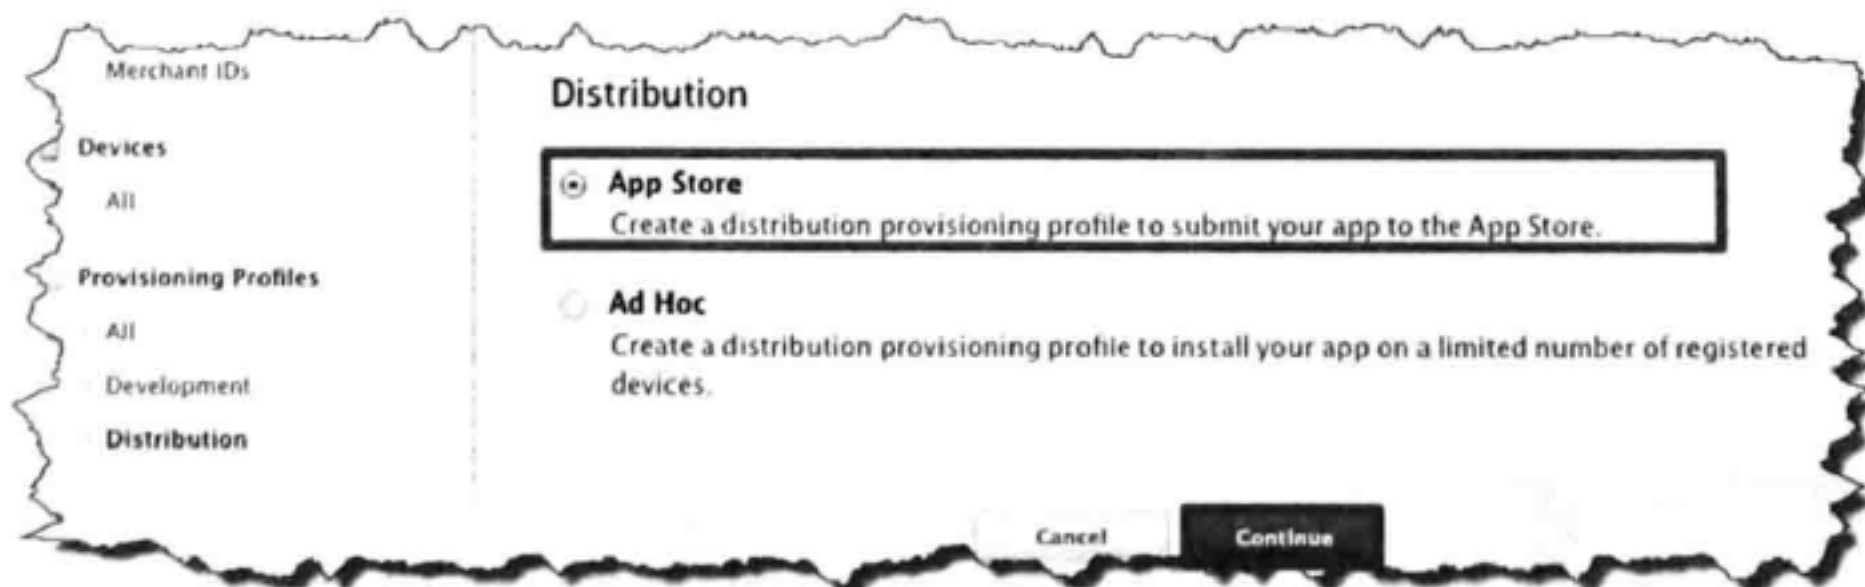 Merchant IDs
Devices
All
Provisioning Profiles
All
Development
Distribution
Distribution
App Store
Create a distribution provisioning profile to submit your app to the App Store.
Ad Hoc
Create a distribution provisioning profile to install your app on a limited number of registered
devices.
Cancel
Continue